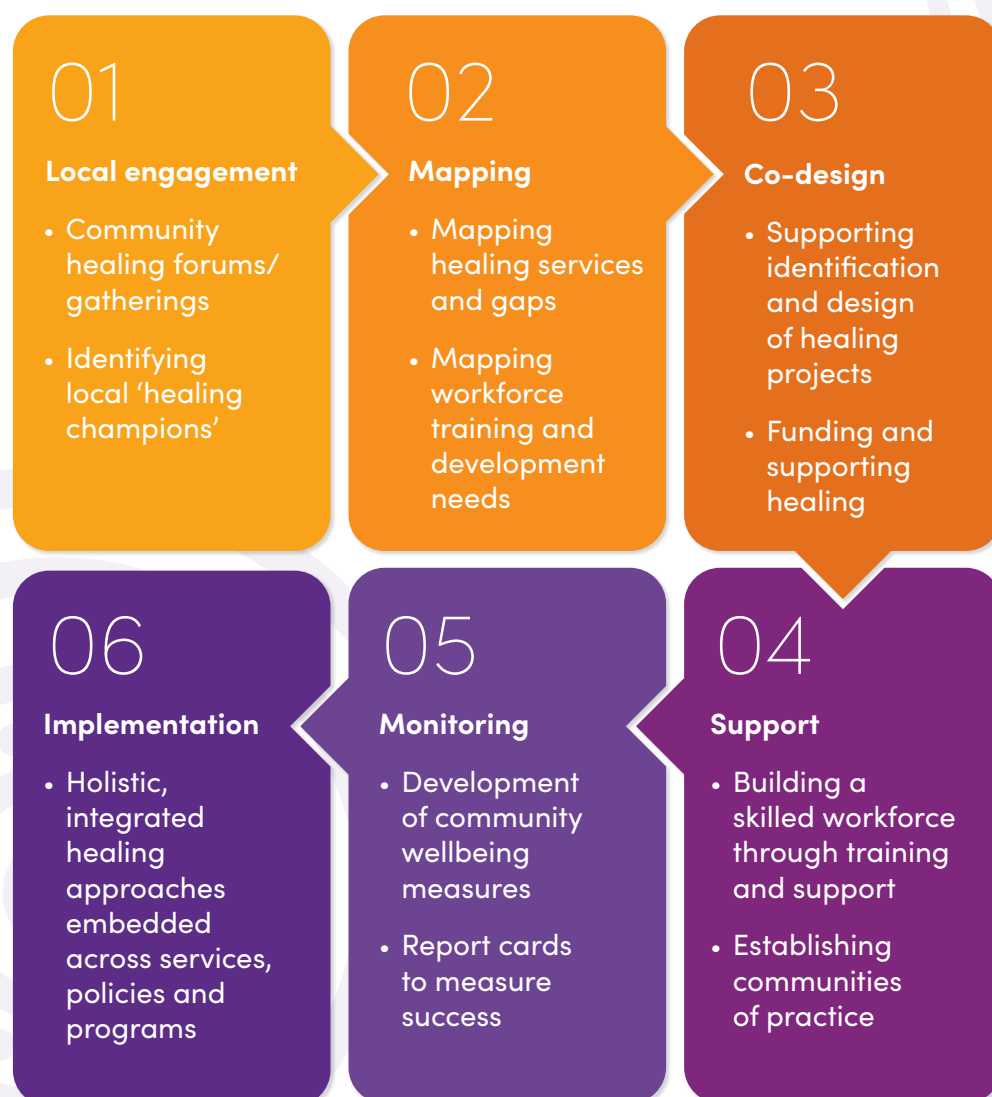 01
Local engagement
• Community
healing forums/
gatherings
• Identifying
local ‘healing
champions’
02
Mapping
• Mapping
healing services
and gaps
• Mapping
workforce
training and
development
needs
03
Co-design
• Supporting
identification
and design
of healing
projects
• Funding and
supporting
healing
04
Support
• Building a
skilled workforce
through training
and support
• Establishing
communities
of practice
05
Monitoring
• Development
of community
wellbeing
measures
• Report cards
to measure
success
06
Implementation
• Holistic,
integrated
healing
approaches
embedded
across services,
policies and
programs